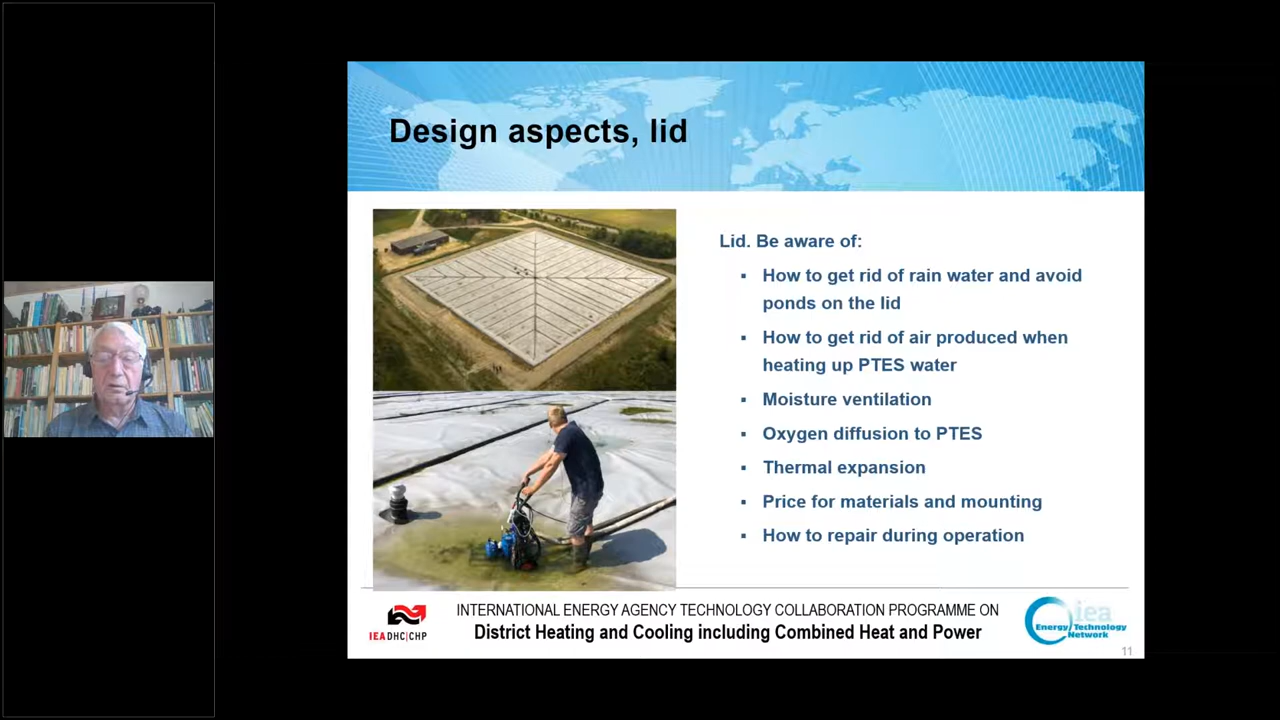 Design aspects, lid
Lid. Be aware of:
▪ How to get rid of rain water and avoid
ponds on the lid
▪ How to get rid of air produced when
heating up PTES water
▪ Moisture ventilation
▪ Oxygen diffusion to PTES
▪ Thermal expansion
▪ Price for materials and mounting
▪ How to repair during operation
IEA DHC|CHP
INTERNATIONAL ENERGY AGENCY TECHNOLOGY COLLABORATION PROGRAMME ON
District Heating and Cooling including Combined Heat and Power
iea
Energy Technology
Network
11